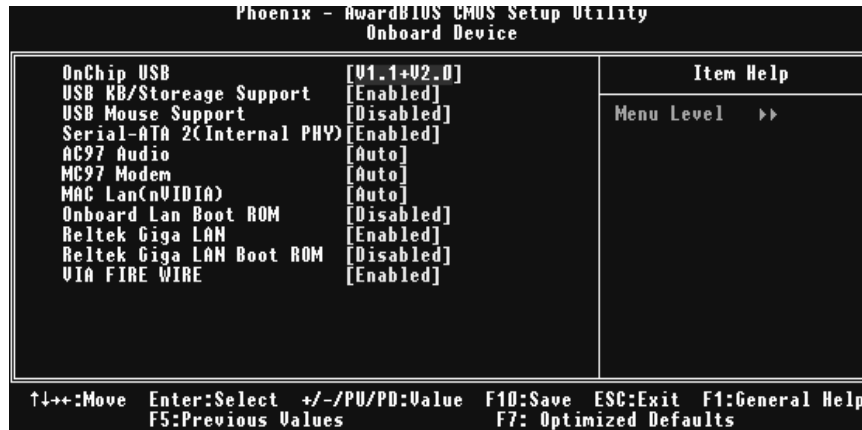 Phoenix - AwardBIOS CMOS Setup Utility
Onboard Device
OnChip USB [V1.1+V2.0]
USB KB/Storeage Support [Enabled]
USB Mouse Support [Disabled]
Serial-ATA 2(Internal PHY)[Enabled]
AC97 Audio [Auto]
MC97 Modem [Auto]
MAC Lan(nVIDIA) [Auto]
Onboard Lan Boot ROM [Disabled]
Reltek Giga LAN [Enabled]
Reltek Giga LAN Boot ROM [Disabled]
VIA FIRE WIRE [Enabled]
Item Help
Menu Level ▸▸
↑↓→←:Move Enter:Select +/-/PU/PD:Value F10:Save ESC:Exit F1:General Help
F5:Previous Values F7: Optimized Defaults